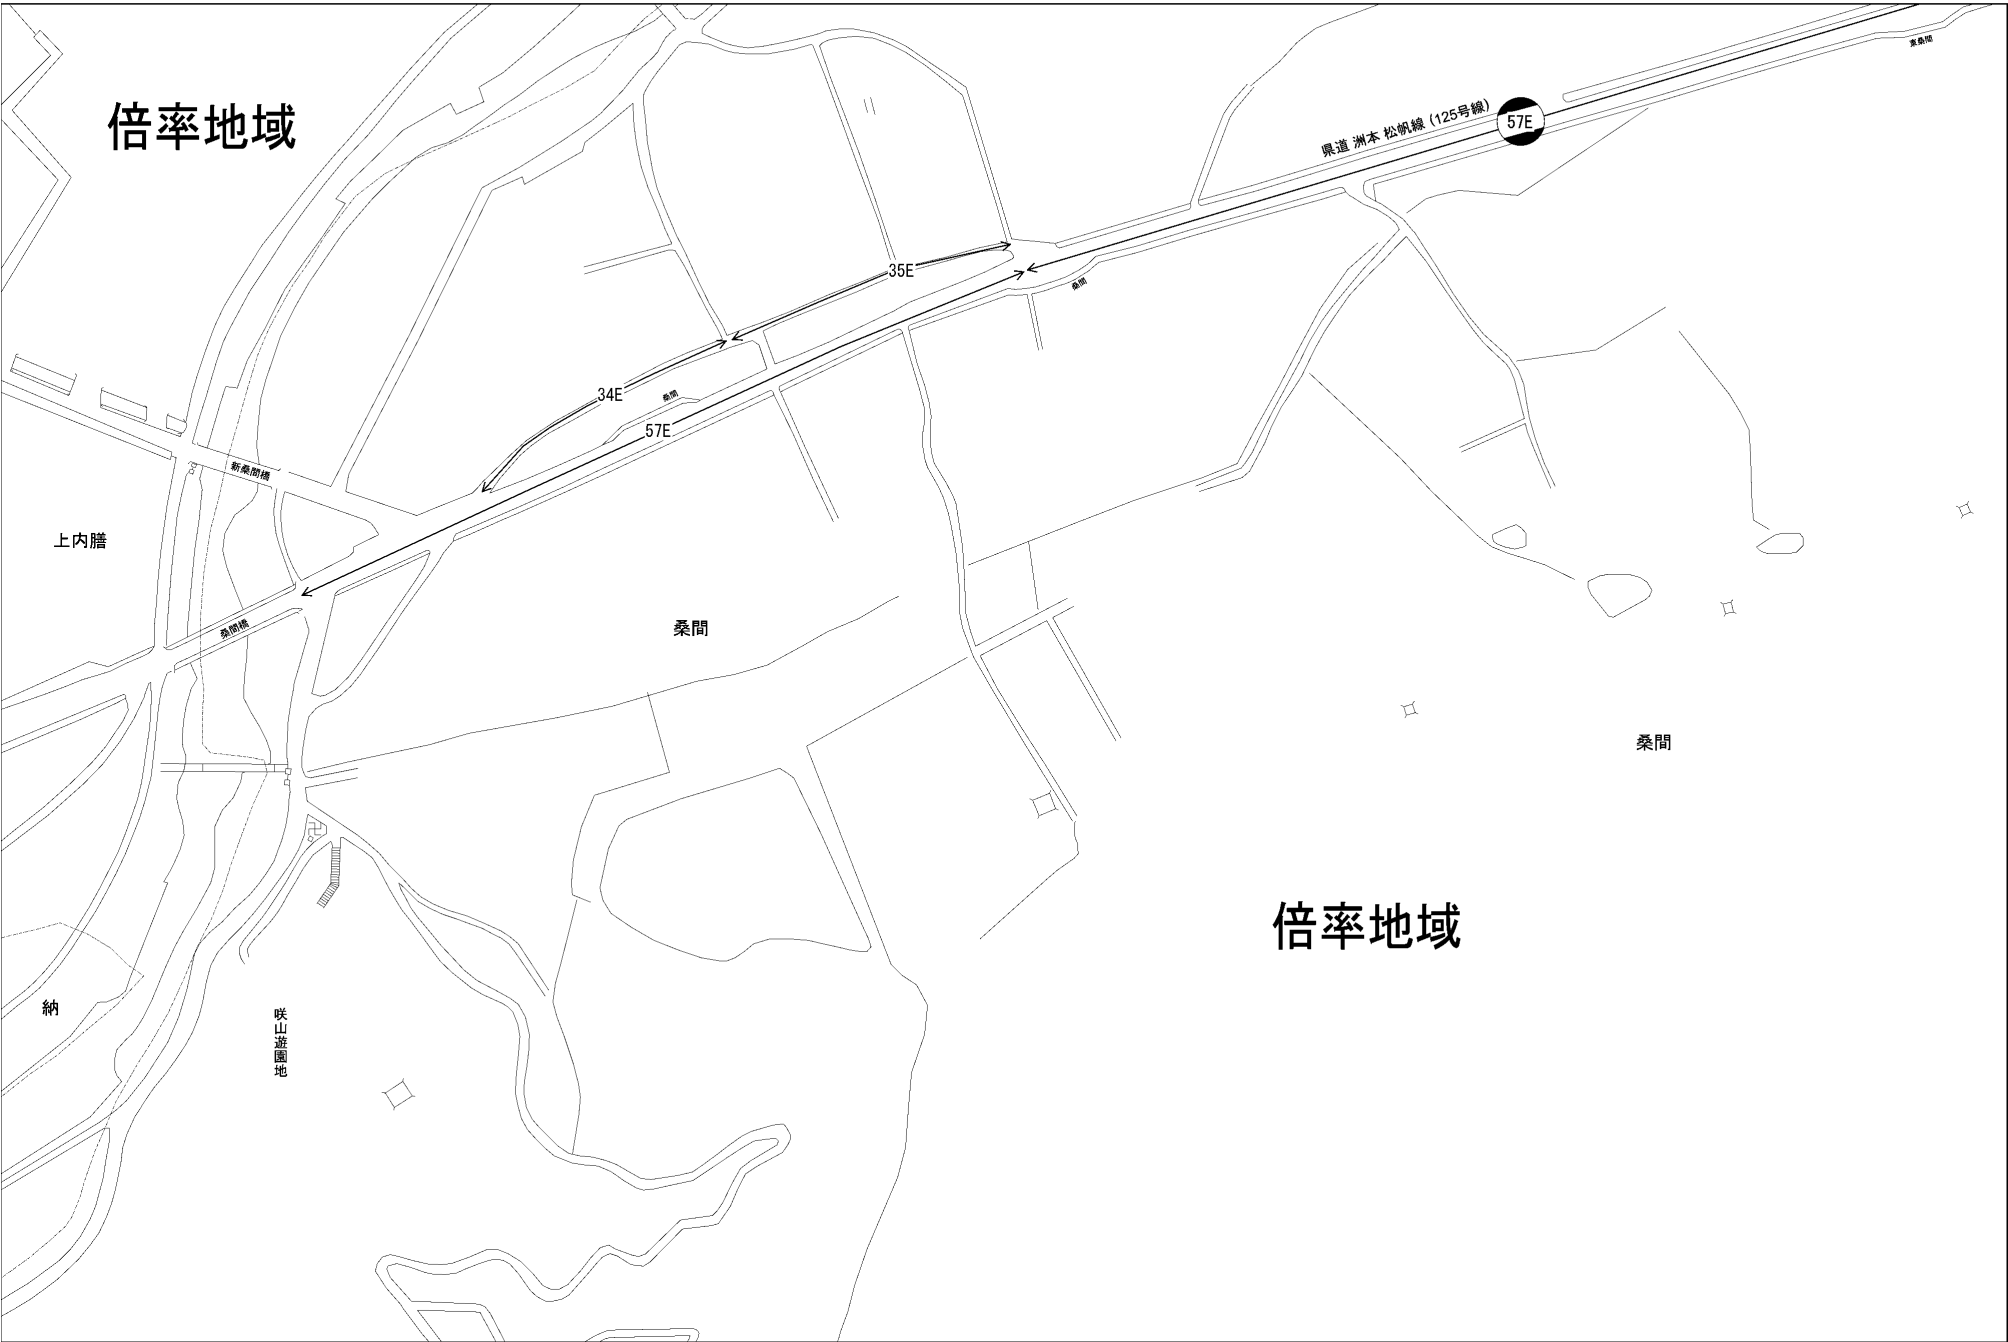 東桑間
倍率地域
県道 洲本 松帆線 (125号線)
57E
35E
桑間
34E
桑間
57E
新桑間橋
上内膳
桑間橋
桑間
桑間
倍率地域
納
咲山遊園地